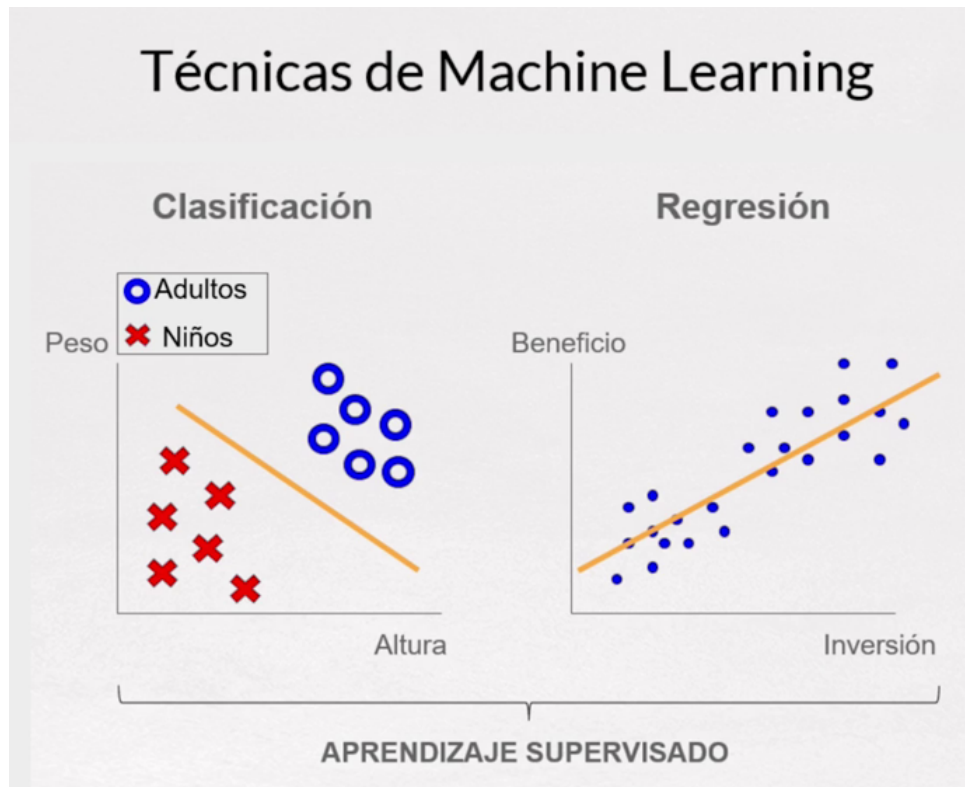 Técnicas de Machine Learning
Clasificación
Regresión
Adultos
Niños
Peso
Beneficio
Altura
Inversión
APRENDIZAJE SUPERVISADO